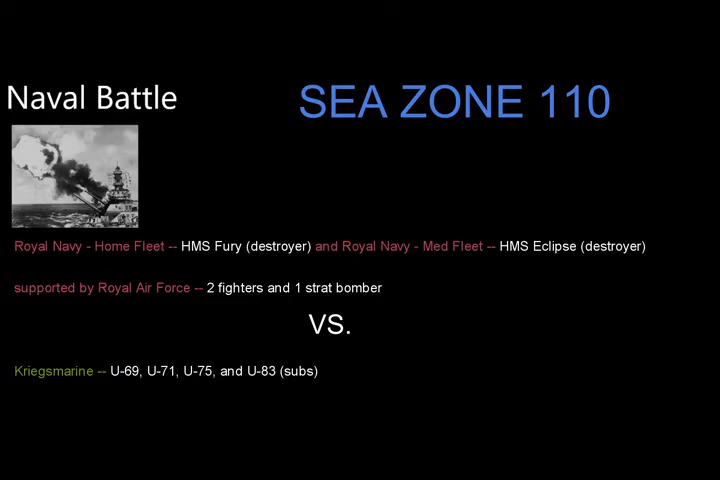 Naval Battle
SEA ZONE 110
Royal Navy - Home Fleet -- HMS Fury (destroyer) and Royal Navy - Med Fleet -- HMS Eclipse (destroyer)
supported by Royal Air Force -- 2 fighters and 1 strat bomber
VS.
Kriegsmarine -- U-69, U-71, U-75, and U-83 (subs)